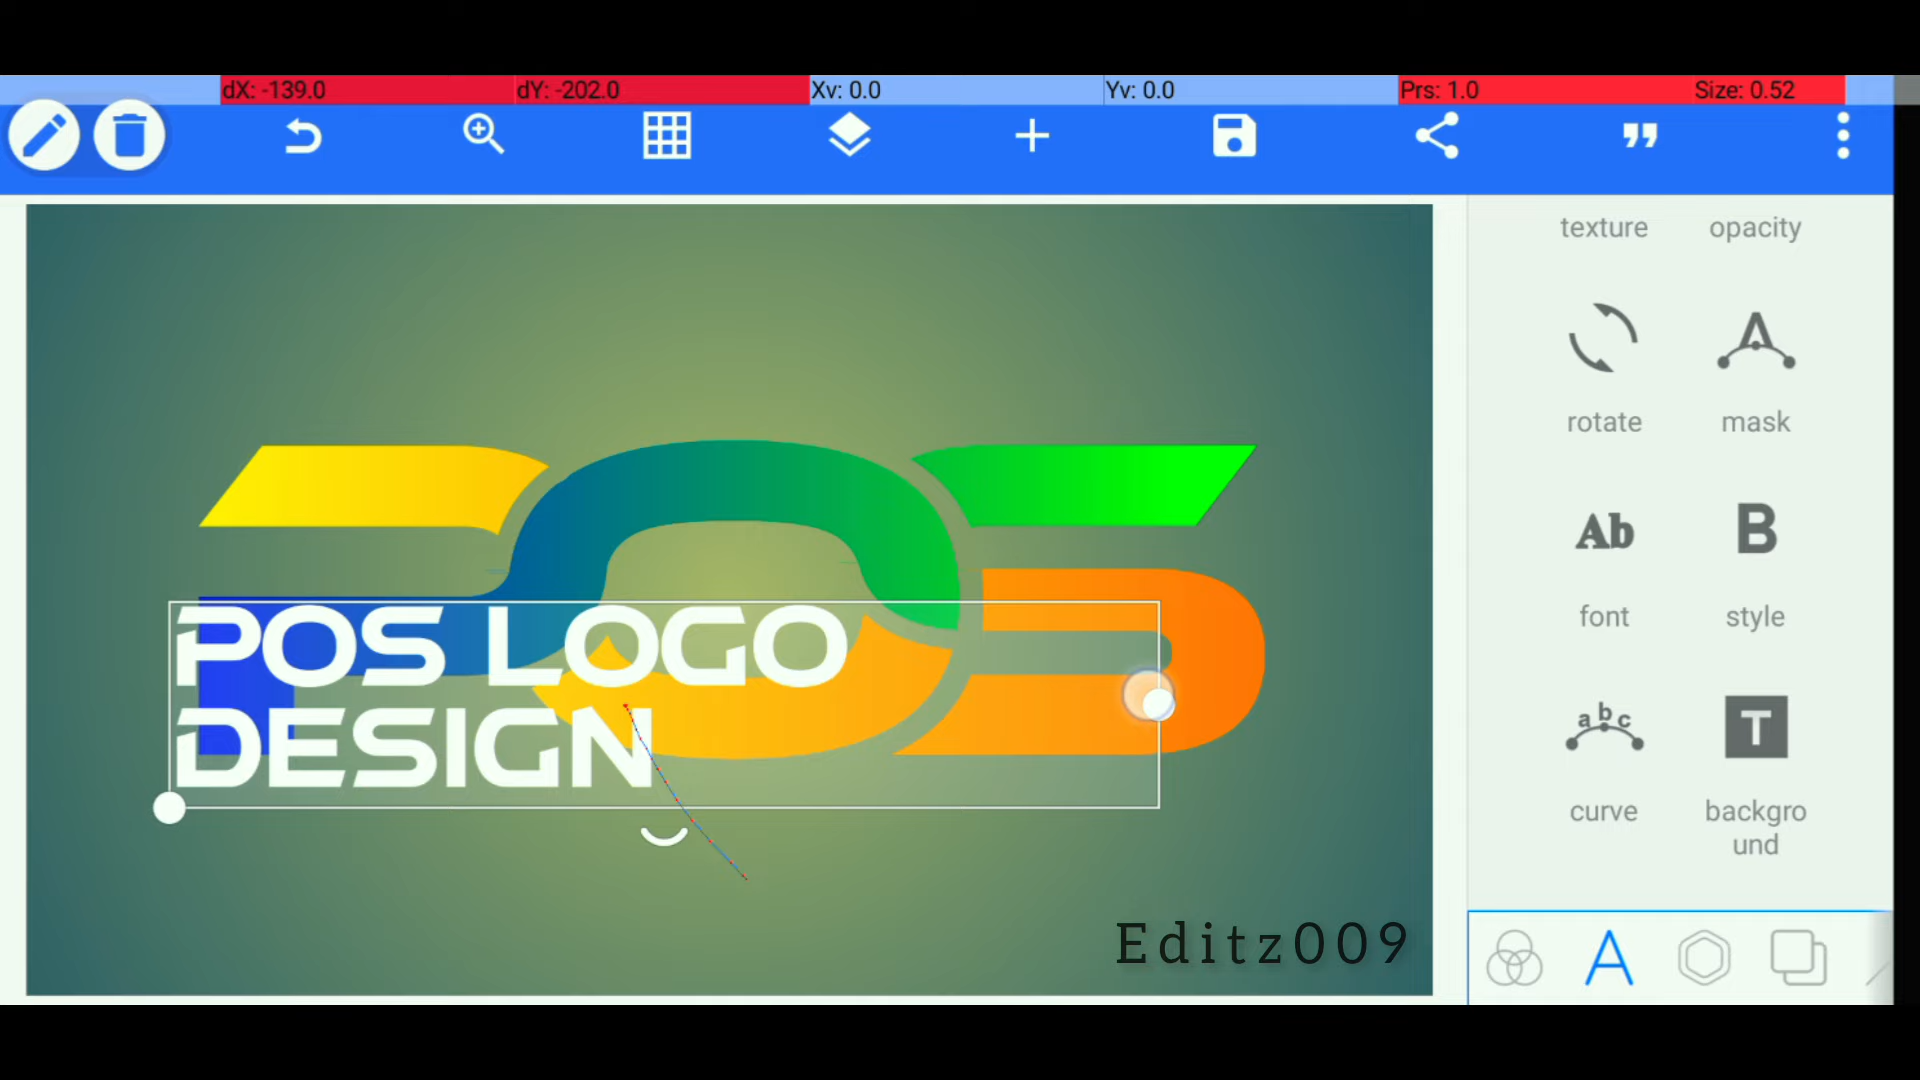 dX: -139.0 dY: -202.0 Xv: 0.0 Yv: 0.0 Prs: 1.0 Size: 0.52
texture opacity
rotate mask
Ab B
font style
abc T
curve backgro
und
POS LOGO
DESIGN
Editz009